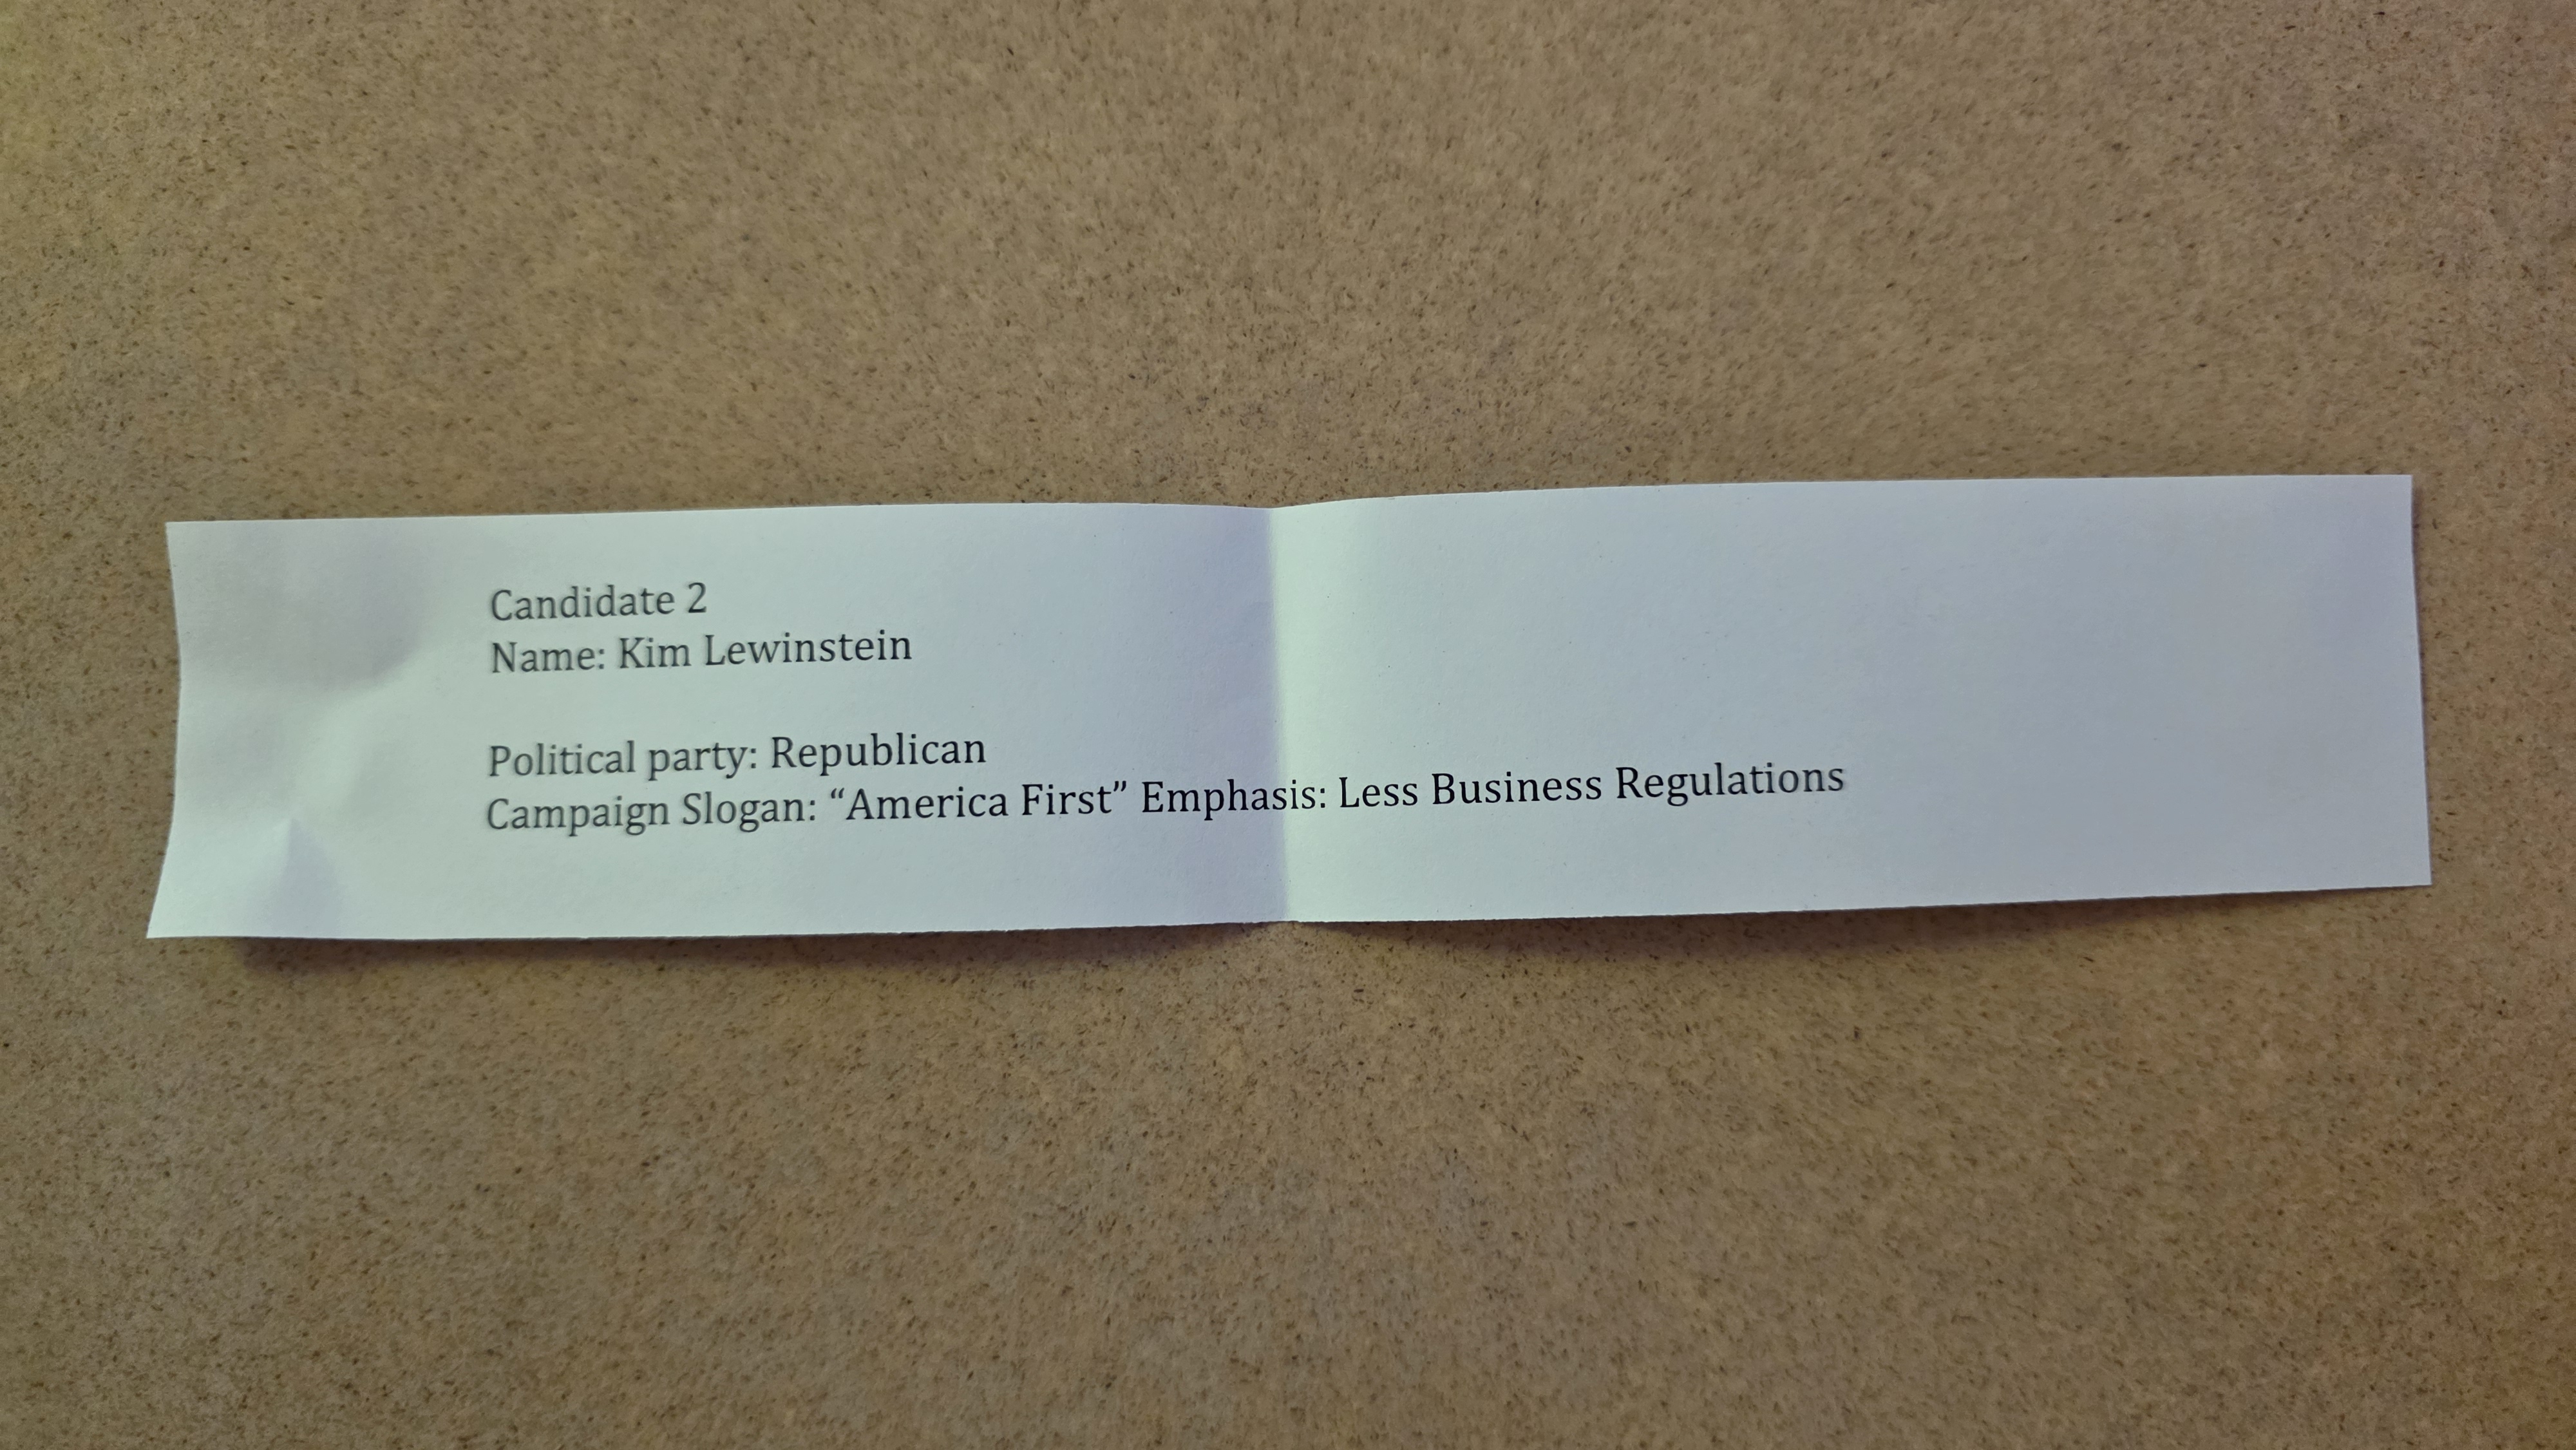 Candidate 2
Name: Kim Lewinstein
Political party: Republican
Campaign Slogan: “America First” Emphasis: Less Business Regulations